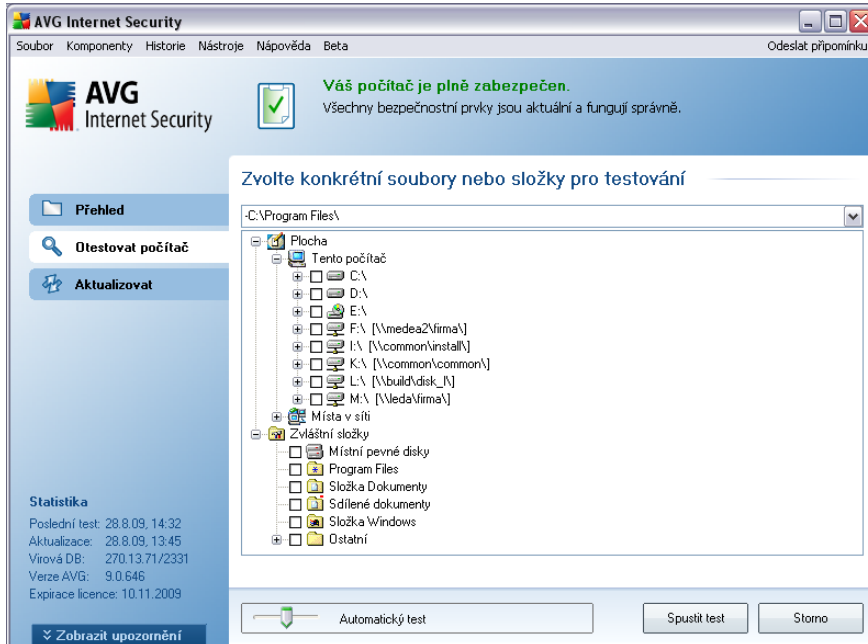 AVG Internet Security
Soubor Komponenty Historie Nástroje Nápověda Beta Odeslat připomínku
AVG
Internet Security
Váš počítač je plně zabezpečen.
Všechny bezpečnostní prvky jsou aktuální a fungují správně.
Přehled
Otestovat počítač
Aktualizovat
Zvolte konkrétní soubory nebo složky pro testování
-C:\Program Files\
Plocha
Tento počítač
C:\
D:\
E:\
F:\ [\\medea2\firma\]
I:\ [\\common\install\]
K:\ [\\common\common\]
L:\ [\\build\disk_l\]
M:\ [\\leda\firma\]
Místa v síti
Zvláštní složky
Místní pevné disky
Program Files
Složka Dokumenty
Sdílené dokumenty
Složka Windows
Ostatní
Statistika
Poslední test: 28.8.09, 14:32
Aktualizace: 28.8.09, 13:45
Virová DB: 270.13.71/2331
Verze AVG: 9.0.646
Expirace licence: 10.11.2009
Zobrazit upozornění
Automatický test
Spustit test
Storno